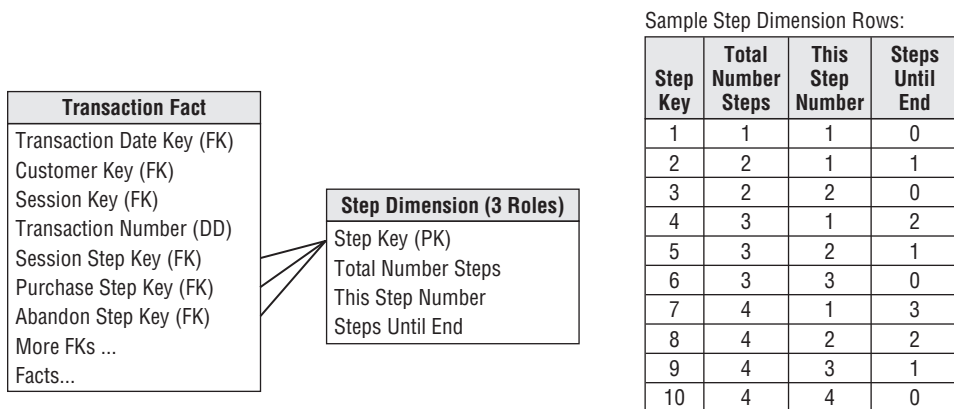 Transaction Fact
Transaction Date Key (FK)
Customer Key (FK)
Session Key (FK)
Transaction Number (DD)
Session Step Key (FK)
Purchase Step Key (FK)
Abandon Step Key (FK)
More FKs ...
Facts...
Step Dimension (3 Roles)
Step Key (PK)
Total Number Steps
This Step Number
Steps Until End
Sample Step Dimension Rows:
Step Key Total Number Steps This Step Number Steps Until End
1 1 1 0
2 2 1 1
3 2 2 0
4 3 1 2
5 3 2 1
6 3 3 0
7 4 1 3
8 4 2 2
9 4 3 1
10 4 4 0